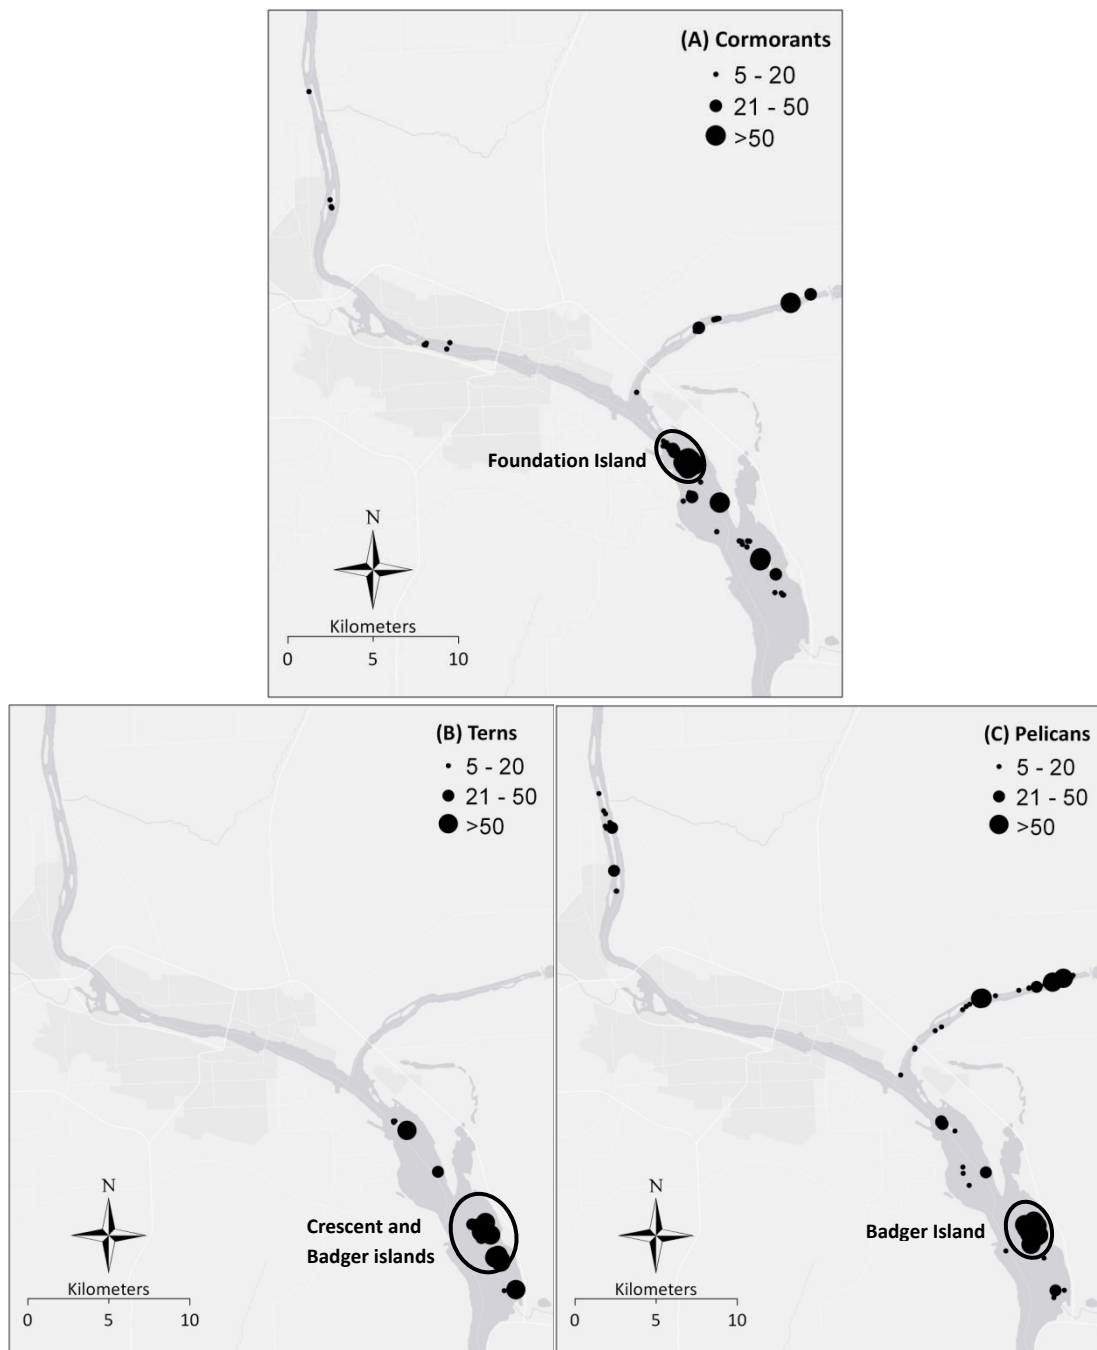 (A) Cormorants
5 - 20
21 - 50
>50
Foundation Island
N
Kilometers
0 5 10
(B) Terns
5 - 20
21 - 50
>50
Crescent and
Badger islands
N
Kilometers
0 5 10
(C) Pelicans
5 - 20
21 - 50
>50
Badger Island
N
Kilometers
0 5 10